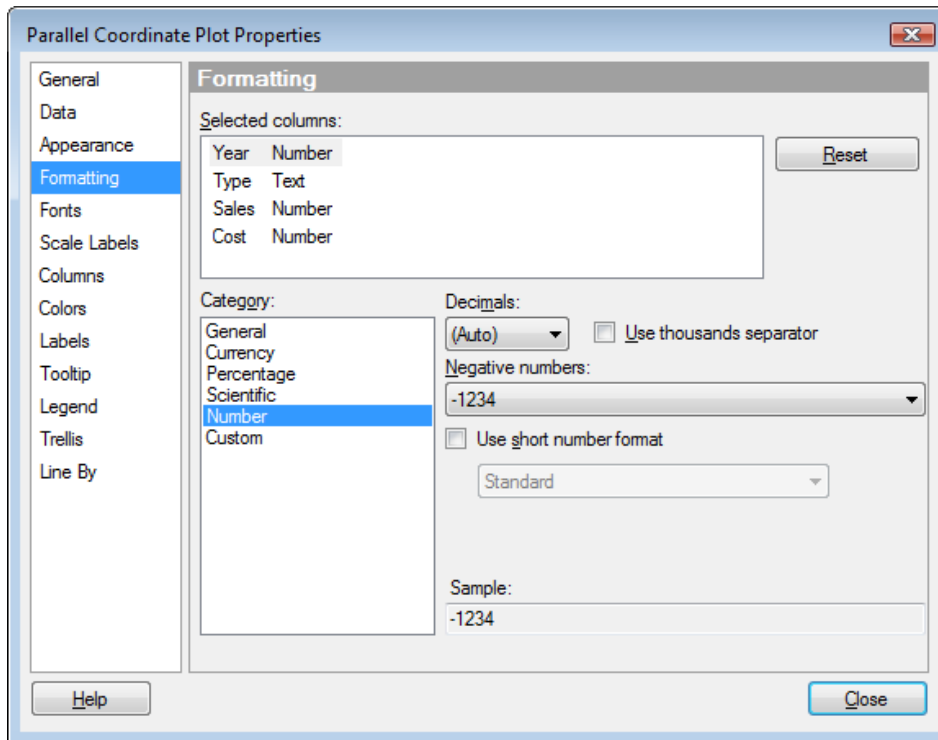 Parallel Coordinate Plot Properties
General
Data
Appearance
Formatting
Fonts
Scale Labels
Columns
Colors
Labels
Tooltip
Legend
Trellis
Line By
Formatting
Selected columns:
Year Number
Type Text
Sales Number
Cost Number
Reset
Category:
General
Currency
Percentage
Scientific
Number
Custom
Decimals:
(Auto)
Use thousands separator
Negative numbers:
-1234
Use short number format
Standard
Sample:
-1234
Help
Close